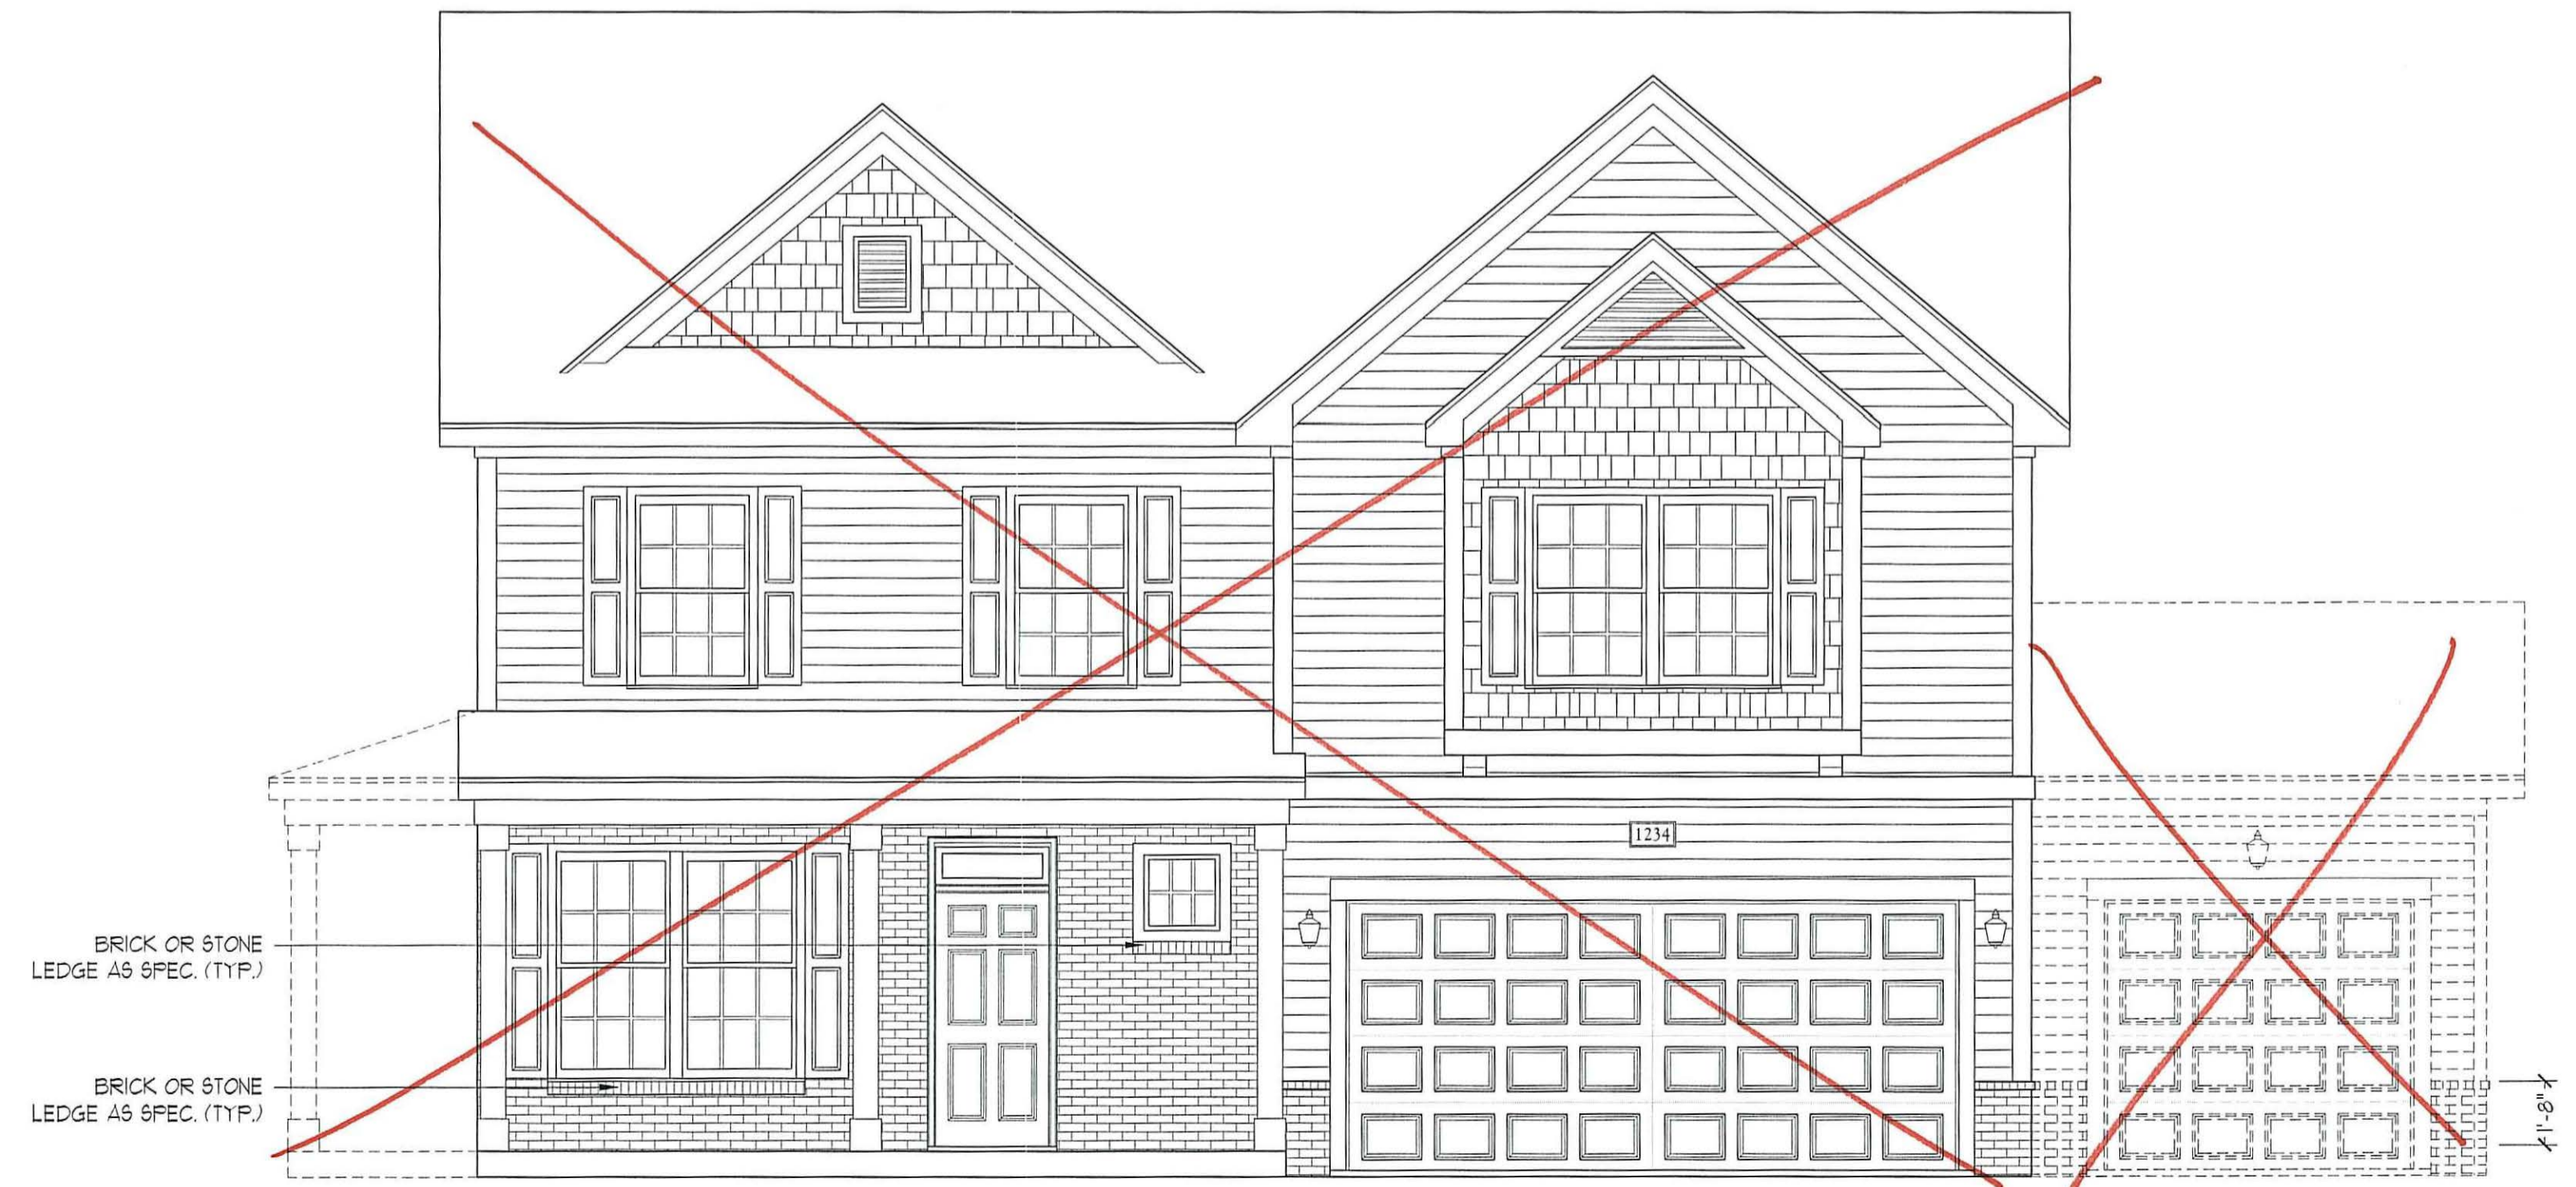 1234
BRICK OR STONE
LEDGE AS SPEC. (TYP.)
BRICK OR STONE
LEDGE AS SPEC. (TYP.)
1'-8"